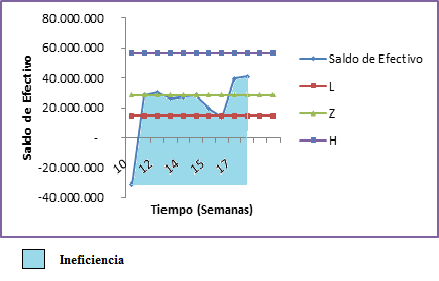 80.000.000
60.000.000
40.000.000
20.000.000
-
-20.000.000
-40.000.000
Saldo de Efectivo
10
12
14
14
15
17
Tiempo (Semanas)
Saldo de Efectivo
L
Z
H
Ineficiencia